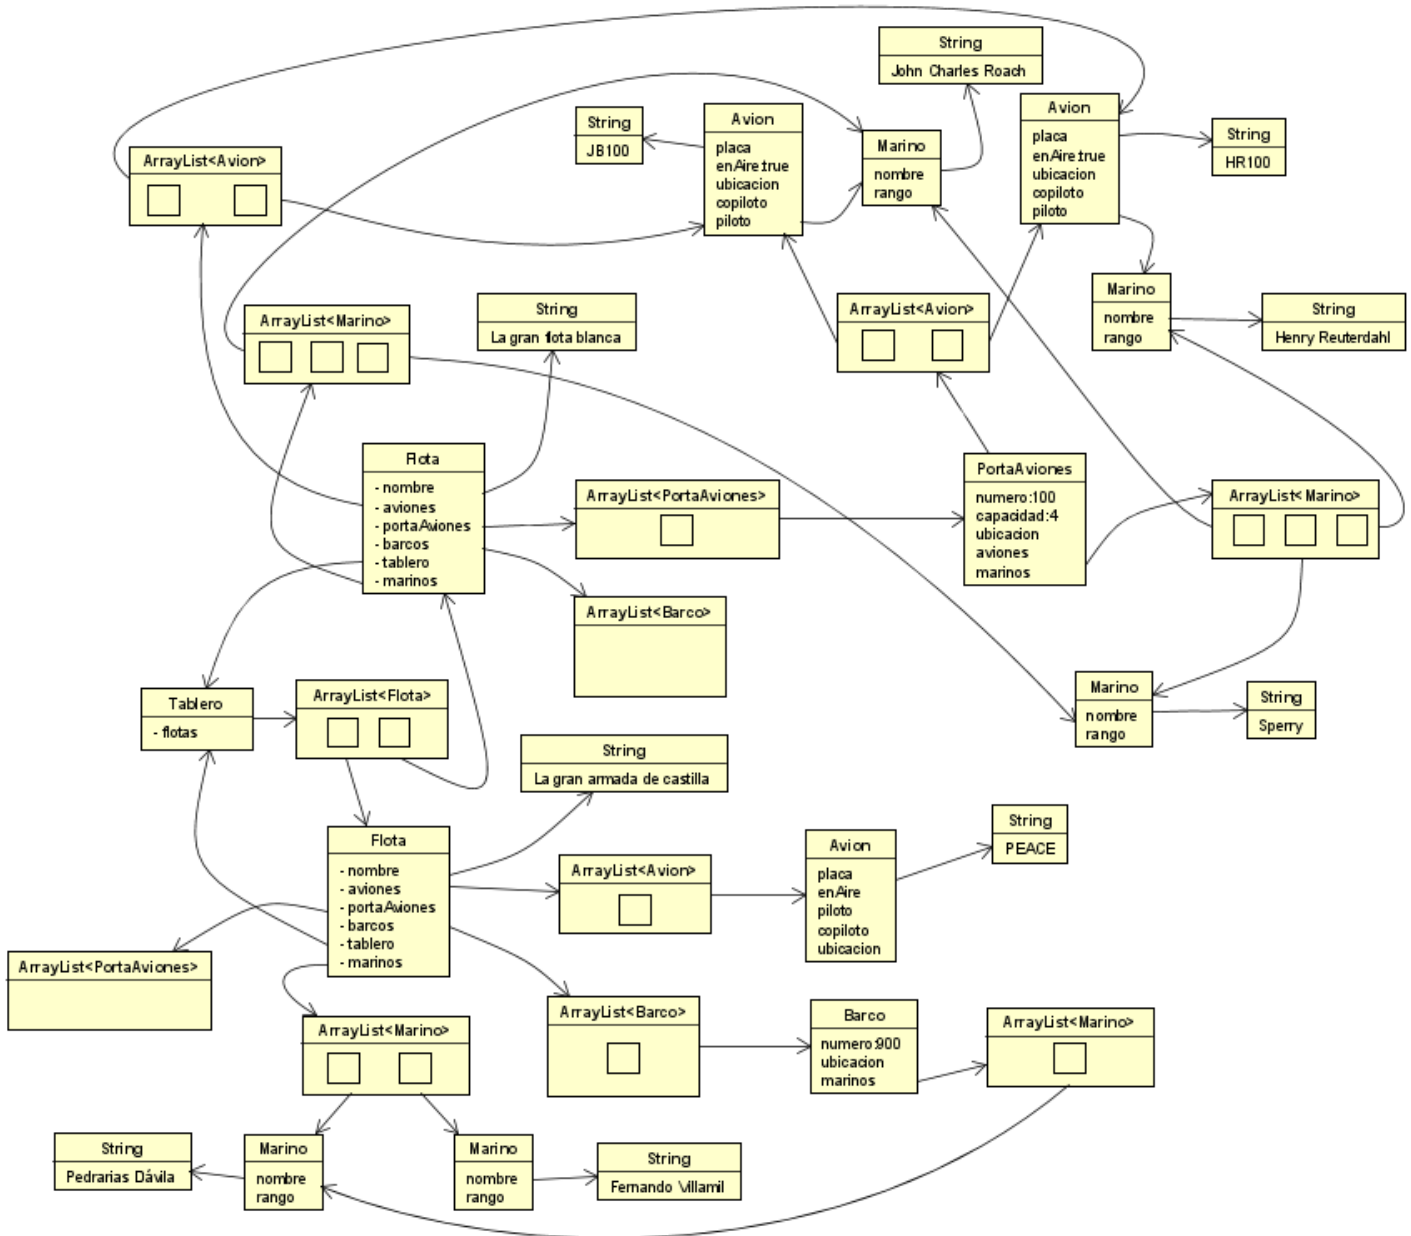 String
John Charles Roach
Avion
placa
enAire:true
ubicacion
copiloto
piloto
String
JB100
Avion
placa
enAire:true
ubicacion
copiloto
piloto
Marino
nombre
rango
String
HR100
ArrayList<Avion>
Marino
nombre
rango
String
Henry Reuterdahl
String
La gran flota blanca
ArrayList<Avion>
ArrayList<Marino>
Flota
- nombre
- aviones
- portaAviones
- barcos
- tablero
- marinos
ArrayList<PortaAviones>
PortaAviones
numero:100
capacidad:4
ubicacion
aviones
marinos
ArrayList<Marino>
ArrayList<Barco>
Tablero
- flotas
ArrayList<Flota>
Marino
nombre
rango
String
Sperry
String
La gran armada de castilla
Flota
- nombre
- aviones
- portaAviones
- barcos
- tablero
- marinos
ArrayList<Avion>
Avion
placa
enAire
piloto
copiloto
ubicacion
String
PEACE
ArrayList<PortaAviones>
ArrayList<Marino>
ArrayList<Barco>
Barco
numero:900
ubicacion
marinos
ArrayList<Marino>
String
Pedrarias Dávila
Marino
nombre
rango
Marino
nombre
rango
String
Fernando Villamil